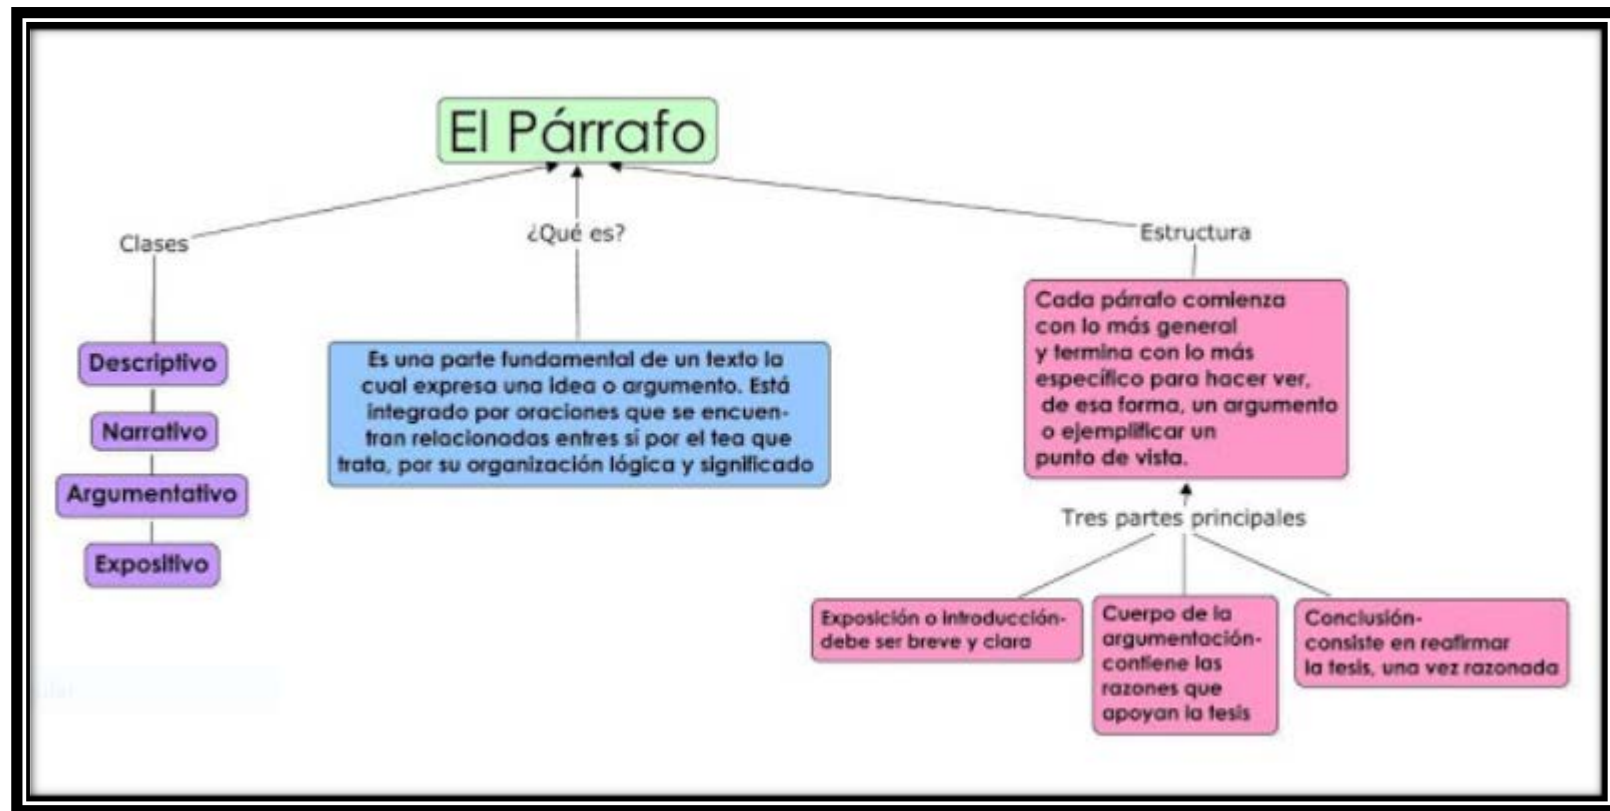 El Párrafo
Clases
¿Qué es?
Estructura
Descriptivo
Narrativo
Argumentativo
Expositivo
Es una parte fundamental de un texto la
cual expresa una idea o argumento. Está
integrado por oraciones que se encuen-
tran relacionadas entres sí por el tea que
trata, por su organización lógica y significado
Cada párrafo comienza
con lo más general
y termina con lo más
específico para hacer ver,
de esa forma, un argumento
o ejemplificar un
punto de vista.
Tres partes principales
Exposición o introducción-
debe ser breve y clara
Cuerpo de la
argumentación-
contiene las
razones que
apoyan la tesis
Conclusión-
consiste en reafirmar
la tesis, una vez razonada